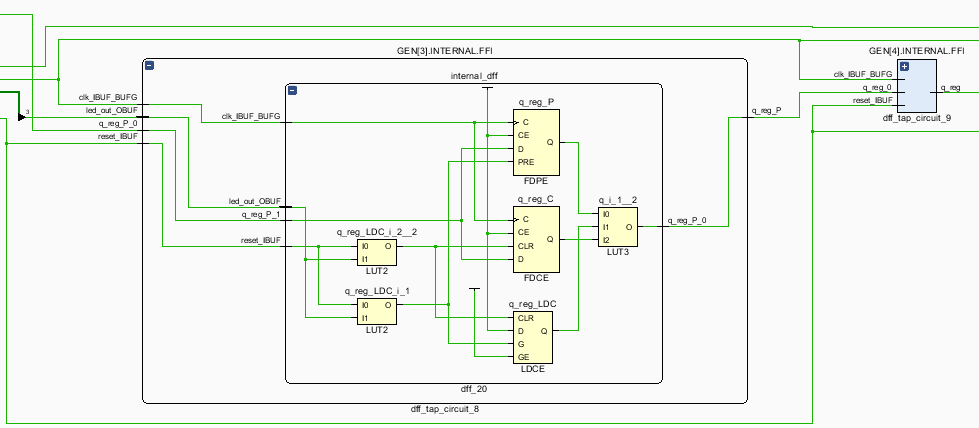 GEN[3].INTERNAL.FFI
GEN[4].INTERNAL.FFI
internal_dff
clk_IBUF_BUFG
led_out_OBUF
3
q_reg_P_0
reset_IBUF
clk_IBUF_BUFG
led_out_OBUF
q_reg_P_1
reset_IBUF
q_reg_P
C
CE
D
PRE
Q
FDPE
q_reg_C
C
CE
CLR
D
Q
FDCE
q_reg_LDC_i_2__2
I0
I1
O
LUT2
q_reg_LDC_i_1
I0
I1
O
LUT2
q_reg_LDC
CLR
D
G
GE
Q
LDCE
q_i_1__2
I0
I1
I2
O
LUT3
q_reg_P_0
q_reg_P
dff_20
dff_tap_circuit_8
clk_IBUF_BUFG
q_reg_0
reset_IBUF
q_reg
dff_tap_circuit_9